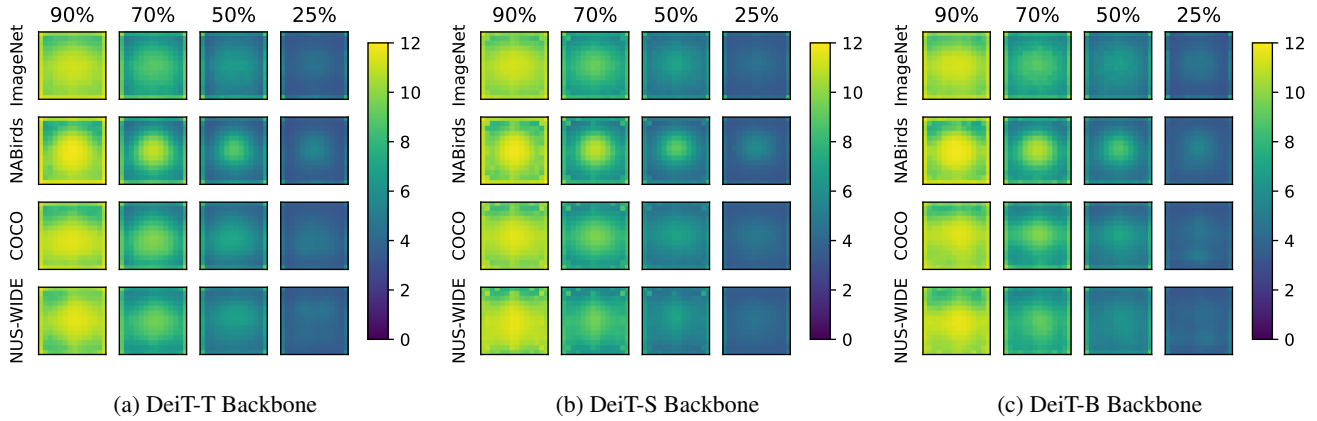 90% 70% 50% 25%
ImageNet
NABirds
COCO
NUS-WIDE
12
10
8
6
4
2
0
(a) DeiT-T Backbone
90% 70% 50% 25%
ImageNet
NABirds
COCO
NUS-WIDE
12
10
8
6
4
2
0
(b) DeiT-S Backbone
90% 70% 50% 25%
ImageNet
NABirds
COCO
NUS-WIDE
12
10
8
6
4
2
0
(c) DeiT-B Backbone